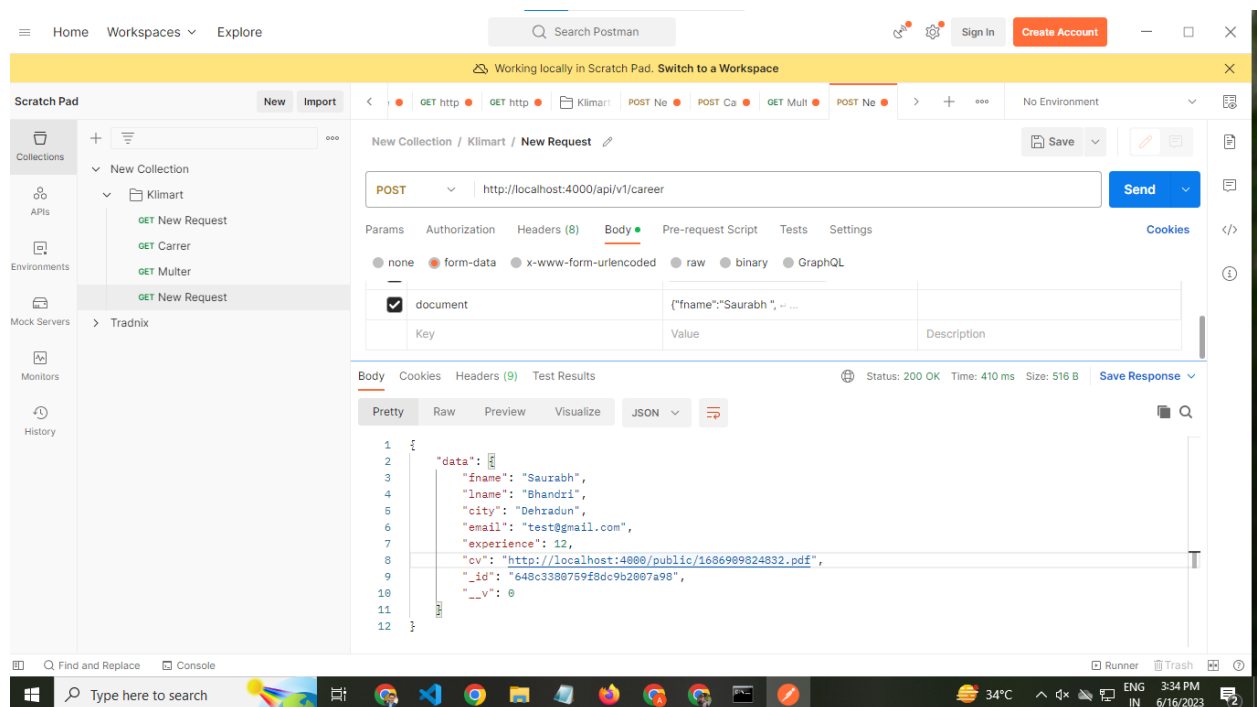 Home Workspaces Explore Search Postman Sign In Create Account
Working locally in Scratch Pad. Switch to a Workspace
Scratch Pad New Import GET http GET http Klimart POST Ne POST Ca GET Mult POST Ne No Environment
Collections
APIs
Environments
Mock Servers
Monitors
History
New Collection
Klimart
GET New Request
GET Carrer
GET Multer
GET New Request
Tradnix
New Collection / Klimart / New Request Save
POST http://localhost:4000/api/v1/career Send
Params Authorization Headers (8) Body Pre-request Script Tests Settings Cookies
none form-data x-www-form-urlencoded raw binary GraphQL
document {"fname":"Saurabh ", ...
Key Value Description
Body Cookies Headers (9) Test Results Status: 200 OK Time: 410 ms Size: 516 B Save Response
Pretty Raw Preview Visualize JSON
1 {
2 "data": {
3 "fname": "Saurabh",
4 "lname": "Bhandri",
5 "city": "Dehradun",
6 "email": "test@gmail.com",
7 "experience": 12,
8 "cv": "http://localhost:4000/public/1686909824832.pdf",
9 "_id": "648c3380759f8dc9b2007a98",
10 "__v": 0
11 }
12 }
Find and Replace Console Runner Trash
Type here to search 34°C ENG 3:34 PM
IN 6/16/2023
2